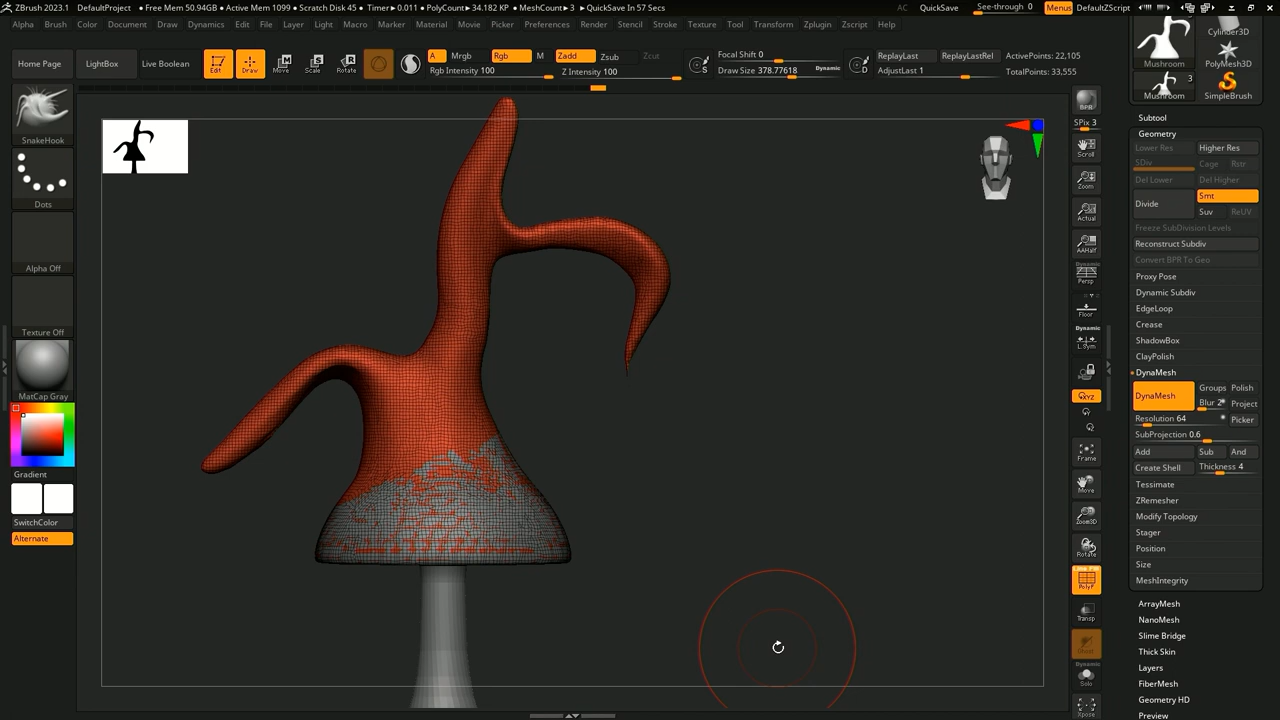 ZBrush 2023.1 DefaultProject ● Free Mem 50.94GB ● Active Mem 1099 ● Scratch Disk 45 ● Timer▸0.011 ● PolyCount▸34.182 KP ● MeshCount▸3 ▸QuickSave In 57 Secs AC QuickSave See-through 0 Menus DefaultZScript
Alpha Brush Color Document Draw Dynamics Edit File Layer Light Macro Marker Material Movie Picker Preferences Render Stencil Stroke Texture Tool Transform Zplugin Zscript Help
Home Page LightBox Live Boolean Edit Draw Move Scale Rotate
A Mrgb Rgb M Zadd Zsub Zcut
Rgb Intensity 100 Z Intensity 100
S Focal Shift 0
Draw Size 378.77618 Dynamic
D ReplayLast ReplayLastRel ActivePoints: 22,105
AdjustLast 1 TotalPoints: 33,555
SnakeHook
Dots
Alpha Off
Texture Off
MatCap Gray
Gradient
SwitchColor
Alternate
BPR
SPix 3
Scroll
Zoom
Actual
AAHalf
Dynamic
Persp
Floor
Dynamic
L.Sym
XYZ
Frame
Move
Zoom3D
Rotate
Line Fill
PolyF
Transp
Ghost
Dynamic
Solo
Xpose
Cylinder3D
Mushroom PolyMesh3D
3
Mushroom SimpleBrush
Subtool
Geometry
Lower Res Higher Res
SDiv Cage Rstr
Del Lower Del Higher
Divide Smt
Suv ReUV
Freeze SubDivision Levels
Reconstruct Subdiv
Convert BPR To Geo
Proxy Pose
Dynamic Subdiv
EdgeLoop
Crease
ShadowBox
ClayPolish
DynaMesh
DynaMesh Groups Polish
Blur 2 Project
Resolution 64 Picker
SubProjection 0.6
Add Sub And
Create Shell Thickness 4
Tessimate
ZRemesher
Modify Topology
Stager
Position
Size
MeshIntegrity
ArrayMesh
NanoMesh
Slime Bridge
Thick Skin
Layers
FiberMesh
Geometry HD
Preview